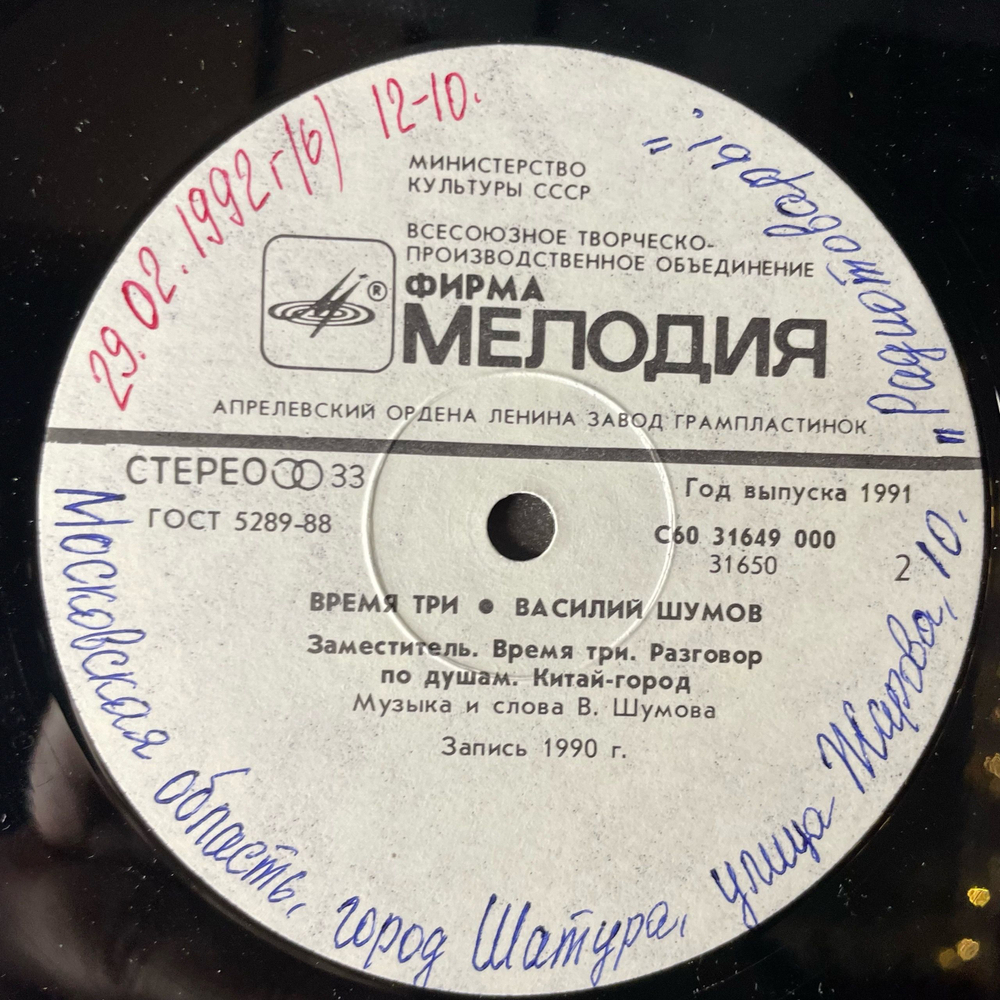 29.02.1992 г(6) 12-10.
МИНИСТЕРСТВО
КУЛЬТУРЫ СССР
ВСЕСОЮЗНОЕ ТВОРЧЕСКО-
ПРОИЗВОДСТВЕННОЕ ОБЪЕДИНЕНИЕ
®
ФИРМА
МЕЛОДИЯ
АПРЕЛЕВСКИЙ ОРДЕНА ЛЕНИНА ЗАВОД ГРАМПЛАСТИНОК
"Радиотовары".
СТЕРЕО 33
ГОСТ 5289-88
Год выпуска 1991
С60 31649 000
31650
2
ВРЕМЯ ТРИ ● ВАСИЛИЙ ШУМОВ
Заместитель. Время три. Разговор
по душам. Китай-город
Музыка и слова В. Шумова
Запись 1990 г.
Московская область, город Шатура, улица Жарова, 10.